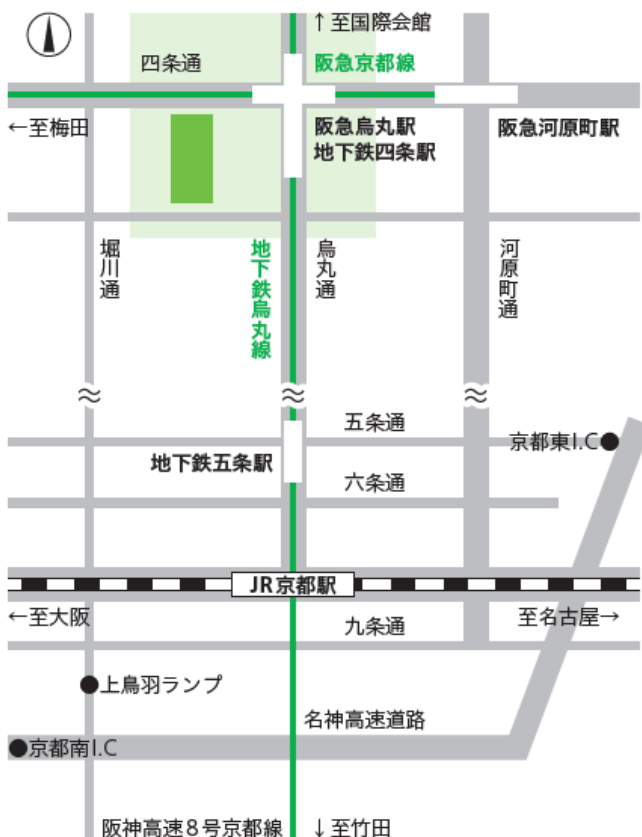 ↑至国際会館
四条通
阪急京都線
←至梅田
阪急烏丸駅
地下鉄四条駅
阪急河原町駅
堀川通
地下鉄烏丸線
烏丸通
河原町通
五条通
京都東I.C
地下鉄五条駅
六条通
JR京都駅
←至大阪
至名古屋→
九条通
上鳥羽ランプ
名神高速道路
京都南I.C
阪神高速8号京都線
↓至竹田